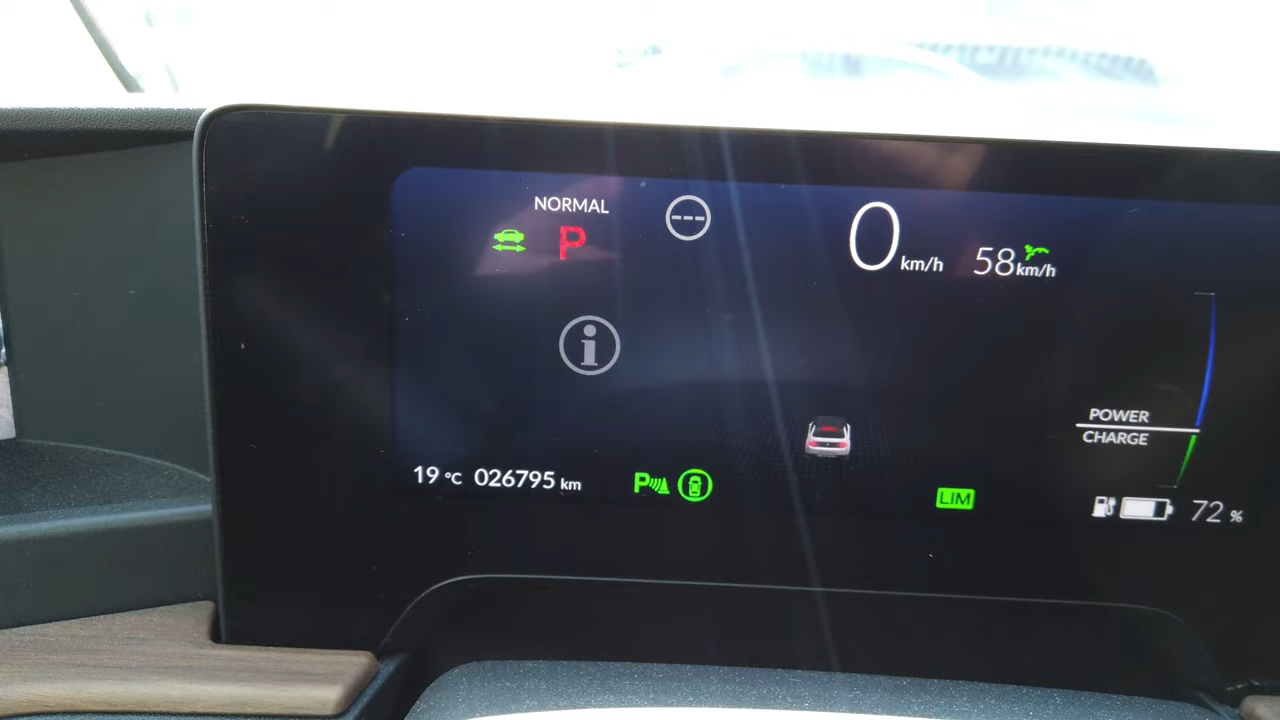 NORMAL
P
---
0 km/h
58 km/h
i
POWER
CHARGE
19 °C 026795 km
P
LIM
72 %